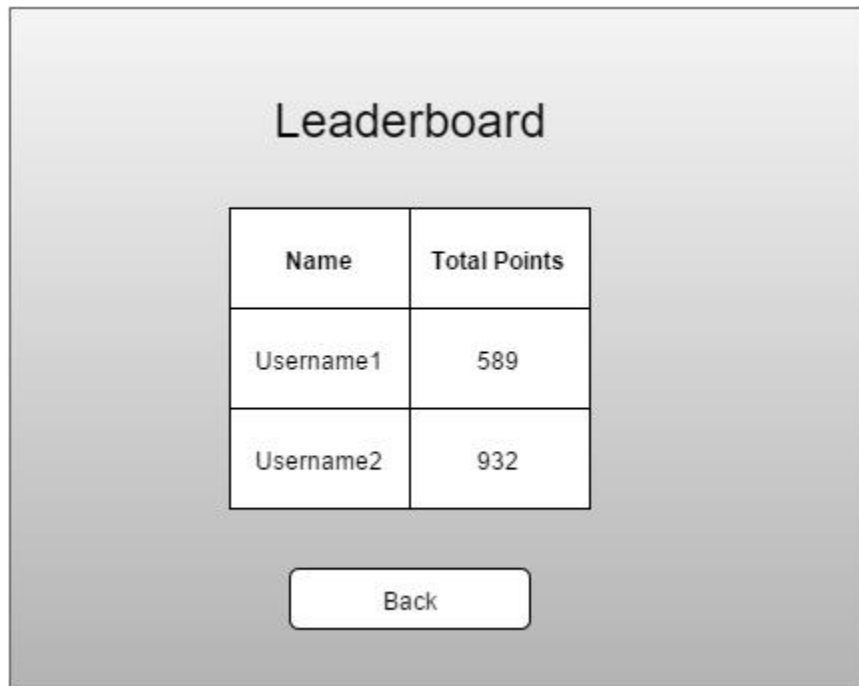 Leaderboard
Name Total Points
Username1 589
Username2 932
Back